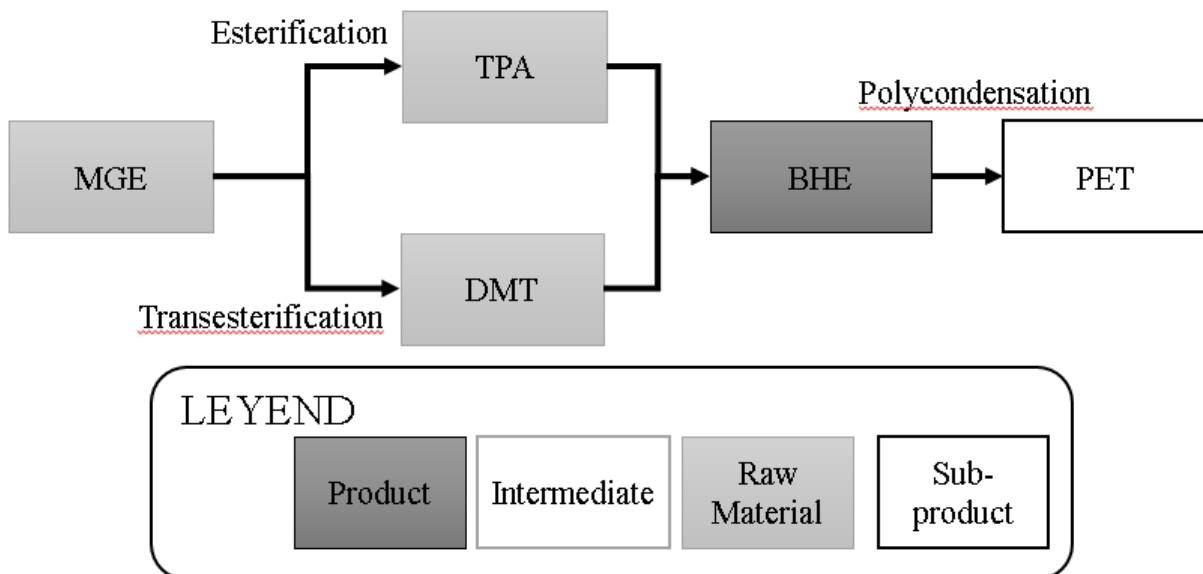 Esterification
TPA
Polycondensation
MGE
BHE
PET
DMT
Transesterification
LEYEND
Product
Intermediate
Raw
Material
Sub-
product